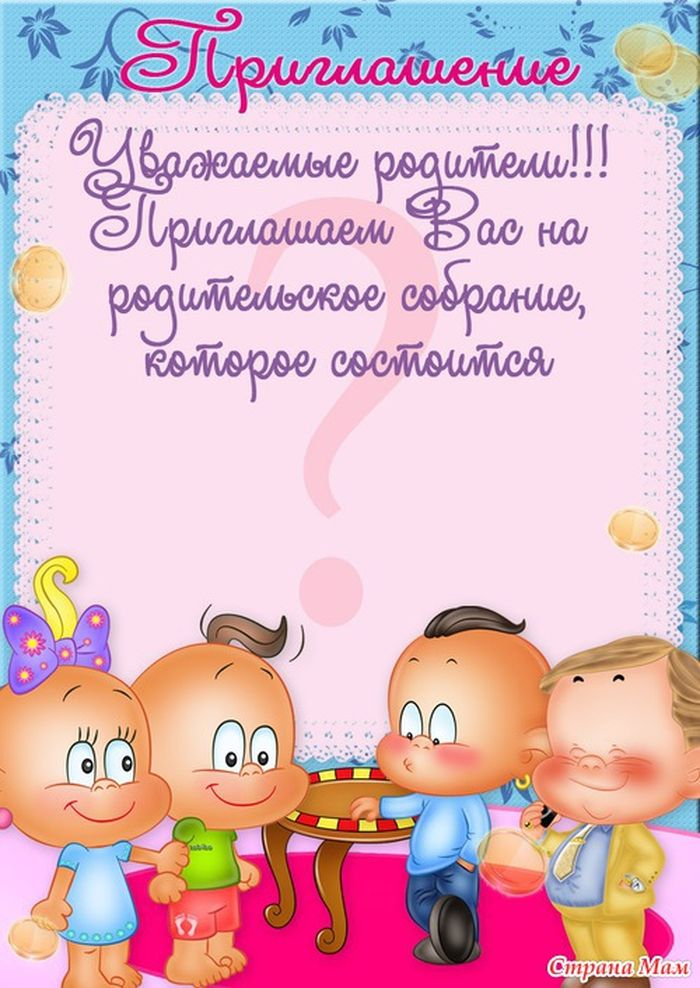 Приглашение
Уважаемые родители!!!
Приглашаем Вас на
родительское собрание,
которое состоится
?
Страна Мам